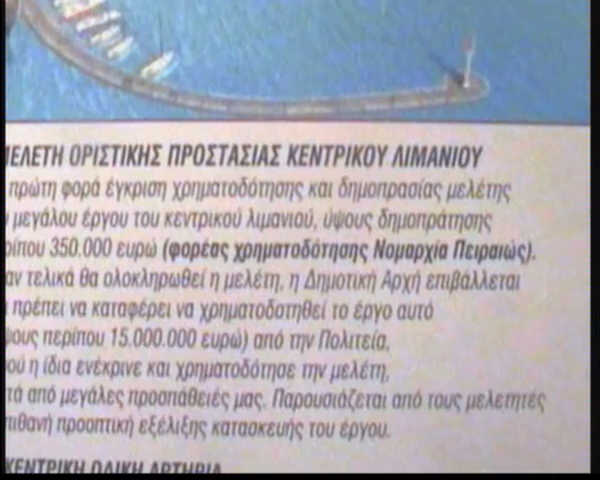 ΜΕΛΕΤΗ ΟΡΙΣΤΙΚΗΣ ΠΡΟΣΤΑΣΙΑΣ ΚΕΝΤΡΙΚΟΥ ΛΙΜΑΝΙΟΥ
πρώτη φορά έγκριση χρηματοδότησης και δημοπρασίας μελέτης
μεγάλου έργου του κεντρικού λιμανιού, ύψους δημοπράτησης
ρίπου 350.000 ευρώ (φορέας χρηματοδότησης Νομαρχία Πειραιώς).
αν τελικά θα ολοκληρωθεί η μελέτη, η Δημοτική Αρχή επιβάλλεται
πρέπει να καταφέρει να χρηματοδοτηθεί το έργο αυτό
ψους περίπου 15.000.000 ευρώ) από την Πολιτεία,
ού η ίδια ενέκρινε και χρηματοδότησε την μελέτη,
τά από μεγάλες προσπάθειές μας. Παρουσιάζεται από τους μελετητές
πιθανή προοπτική εξέλιξης κατασκευής του έργου.
ΚΕΝΤΡΙΚΗ ΟΔΙΚΗ ΑΡΤΗΡΙΑ